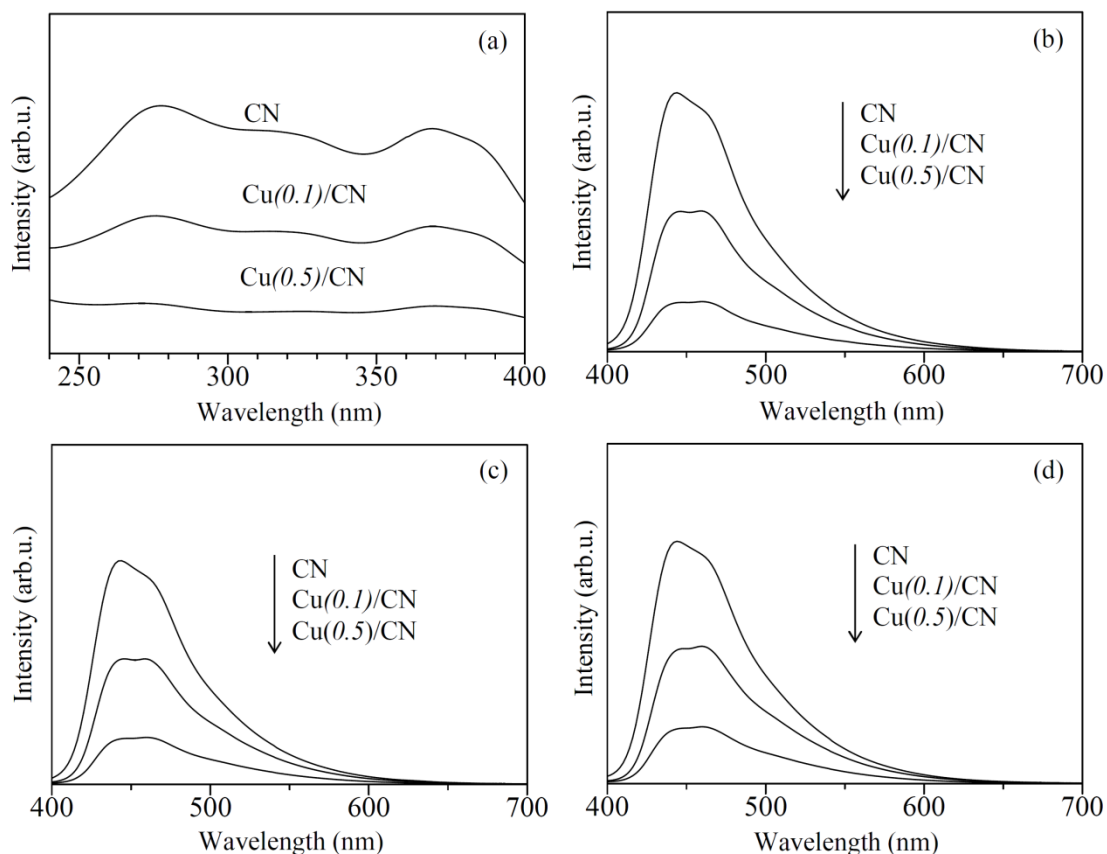 (a)
CN
Cu(0.1)/CN
Cu(0.5)/CN
Intensity (arb.u.)
250 300 350 400
Wavelength (nm)
(b)
CN
Cu(0.1)/CN
Cu(0.5)/CN
Intensity (arb.u.)
400 500 600 700
Wavelength (nm)
(c)
CN
Cu(0.1)/CN
Cu(0.5)/CN
Intensity (arb.u.)
400 500 600 700
Wavelength (nm)
(d)
CN
Cu(0.1)/CN
Cu(0.5)/CN
Intensity (arb.u.)
400 500 600 700
Wavelength (nm)